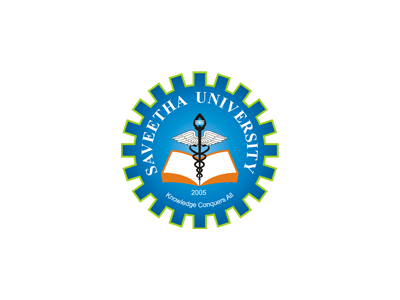 SAVEETHA UNIVERSITY
2005
Knowledge Conquers All